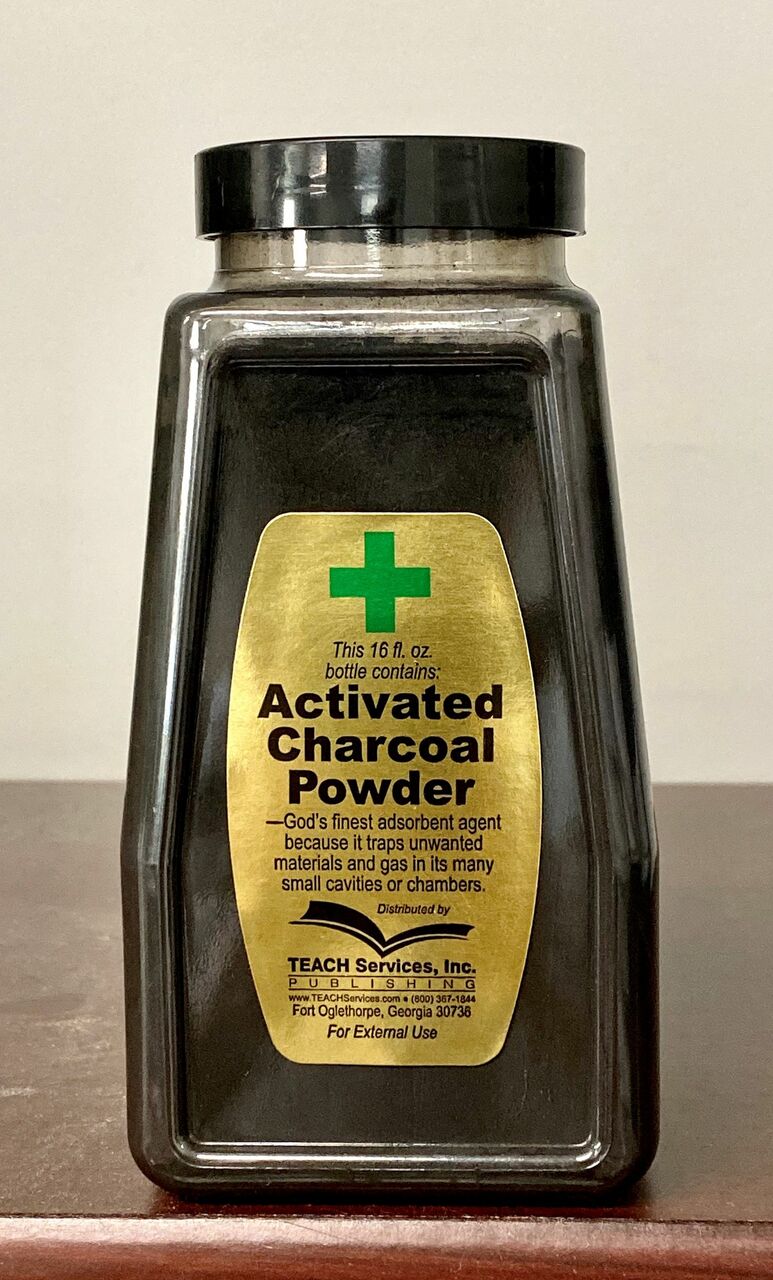 This 16 fl. oz.
bottle contains:
Activated
Charcoal
Powder
—God's finest adsorbent agent
because it traps unwanted
materials and gas in its many
small cavities or chambers.
Distributed by
TEACH Services, Inc.
PUBLISHING
www.TEACHServices.com • (800) 367-1844
Fort Oglethorpe, Georgia 30736
For External Use